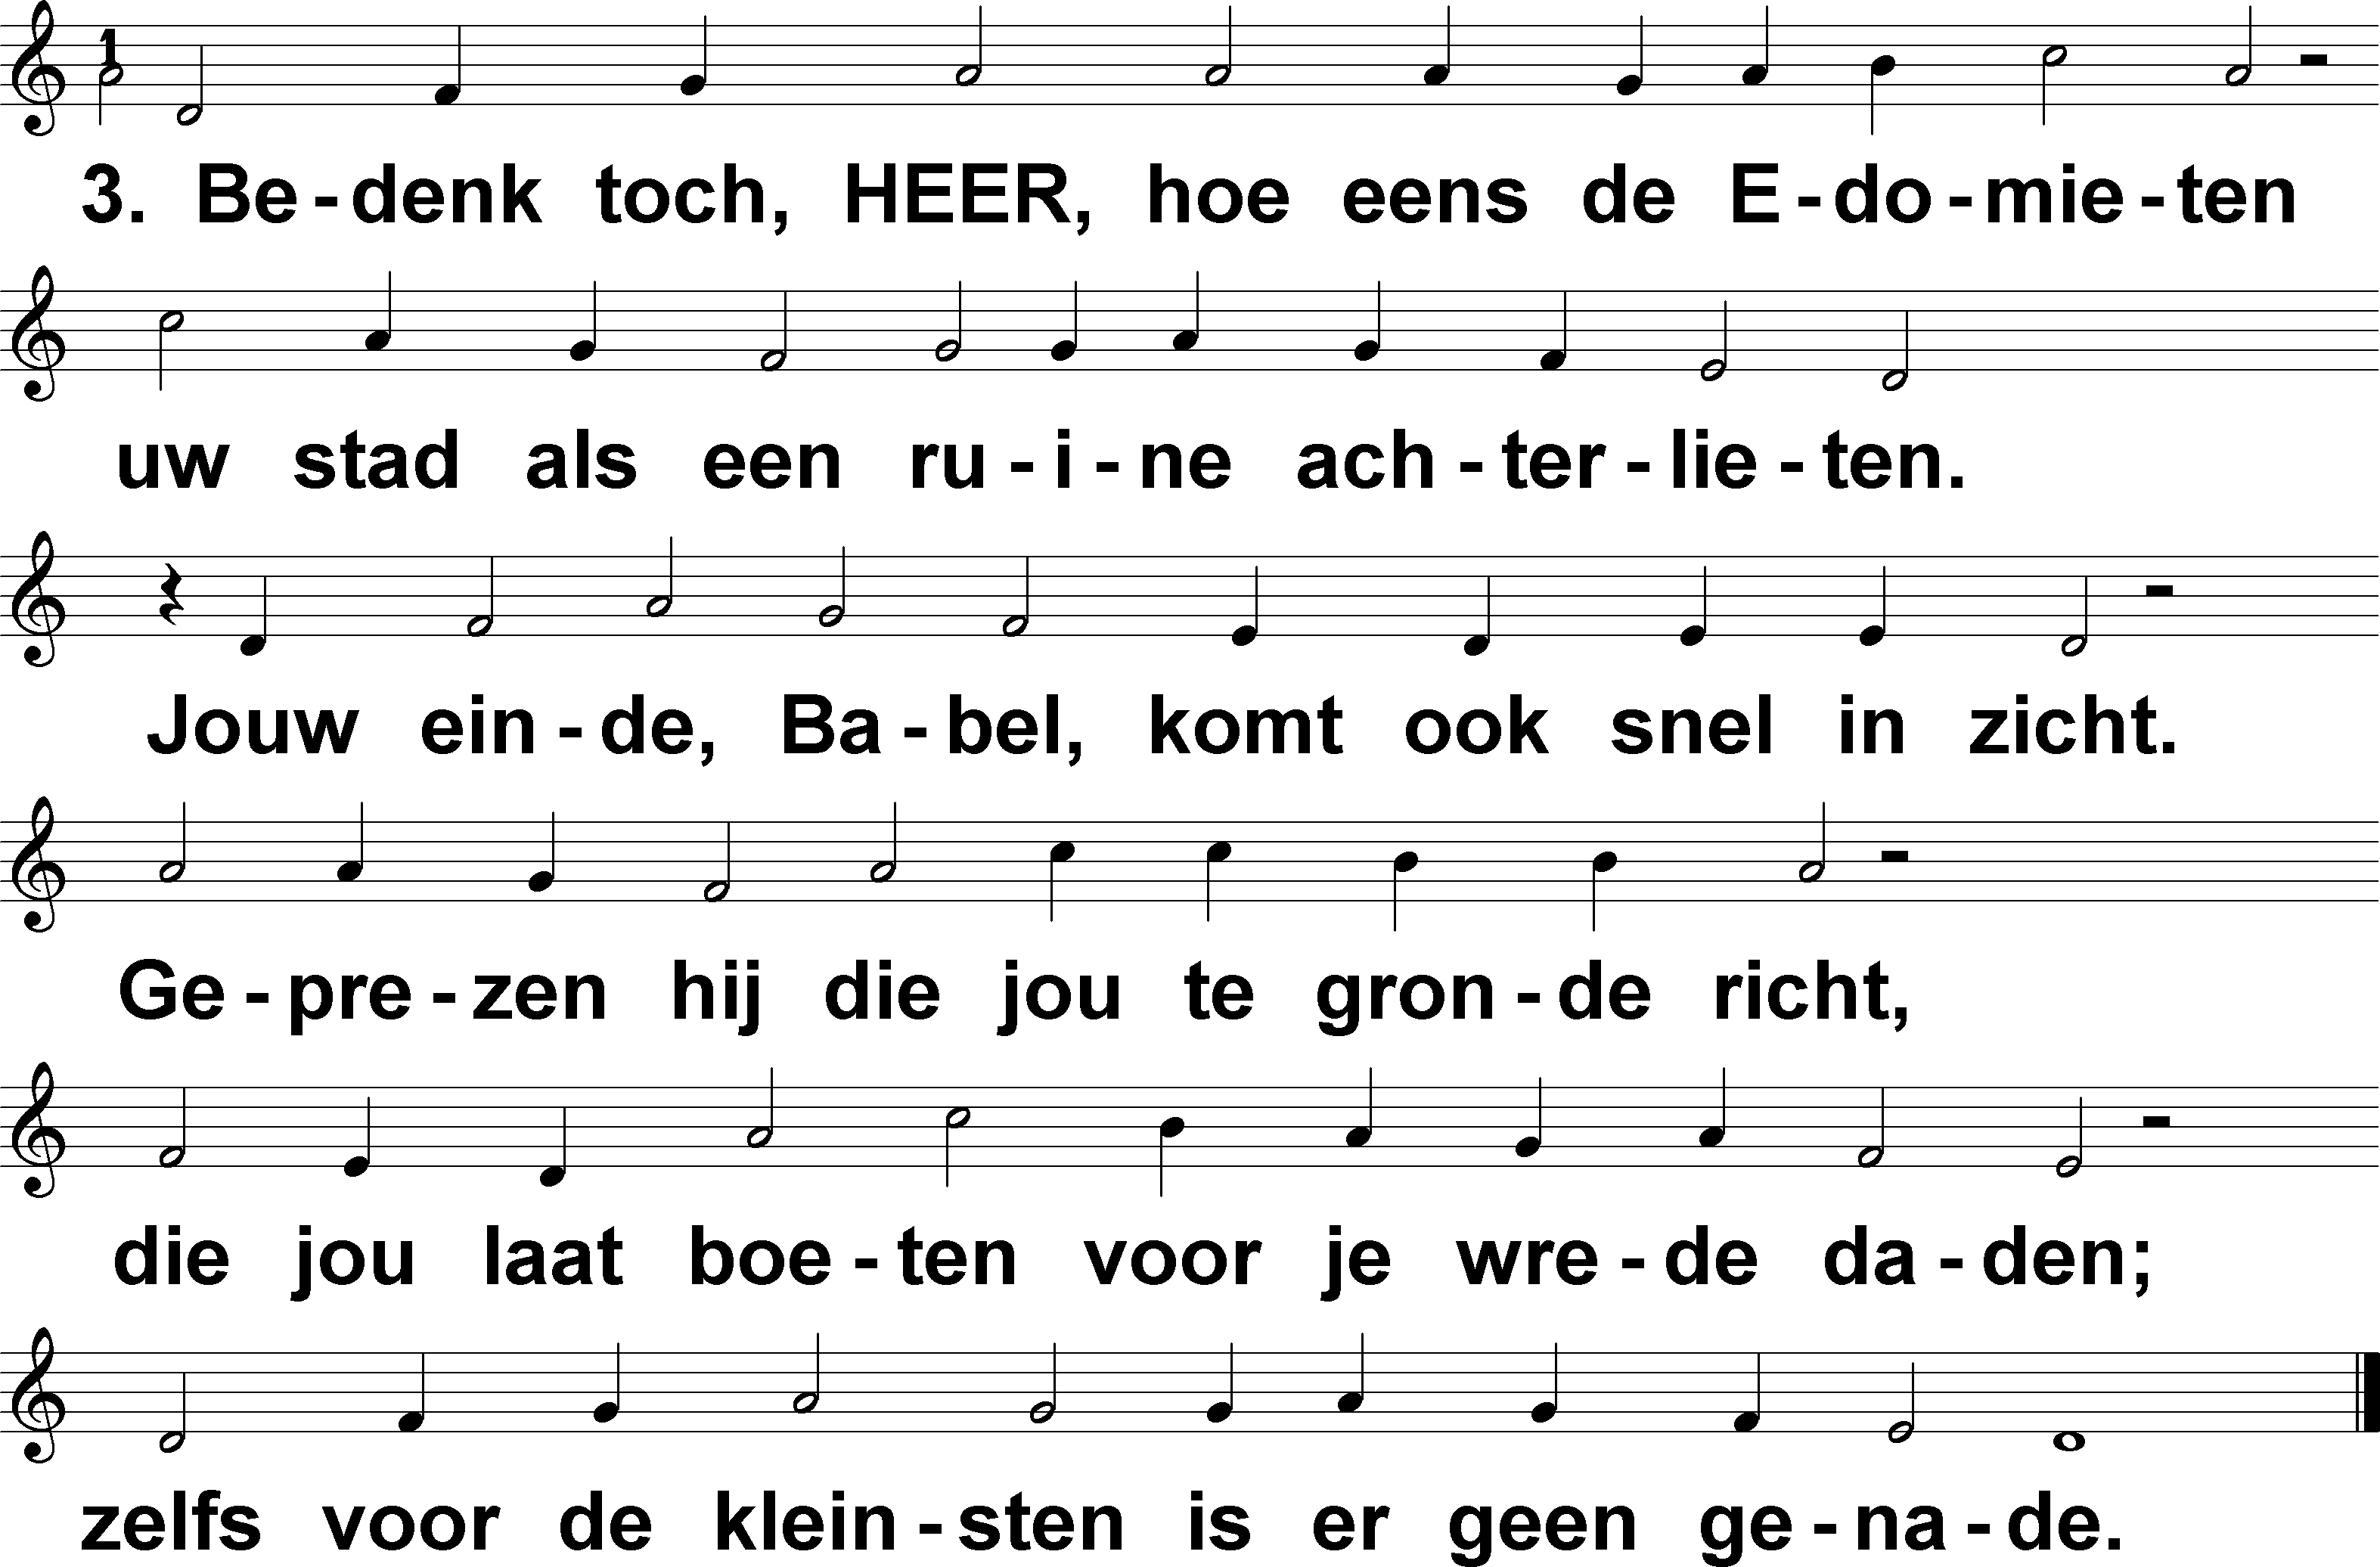 1
3. Be-denk toch, HEER, hoe eens de E-do-mie-ten
uw stad als een ru-i-ne ach-ter-lie-ten.
Jouw ein-de, Ba-bel, komt ook snel in zicht.
Ge-pre-zen hij die jou te gron-de richt,
die jou laat boe-ten voor je wre-de da-den;
zelfs voor de klein-sten is er geen ge-na-de.